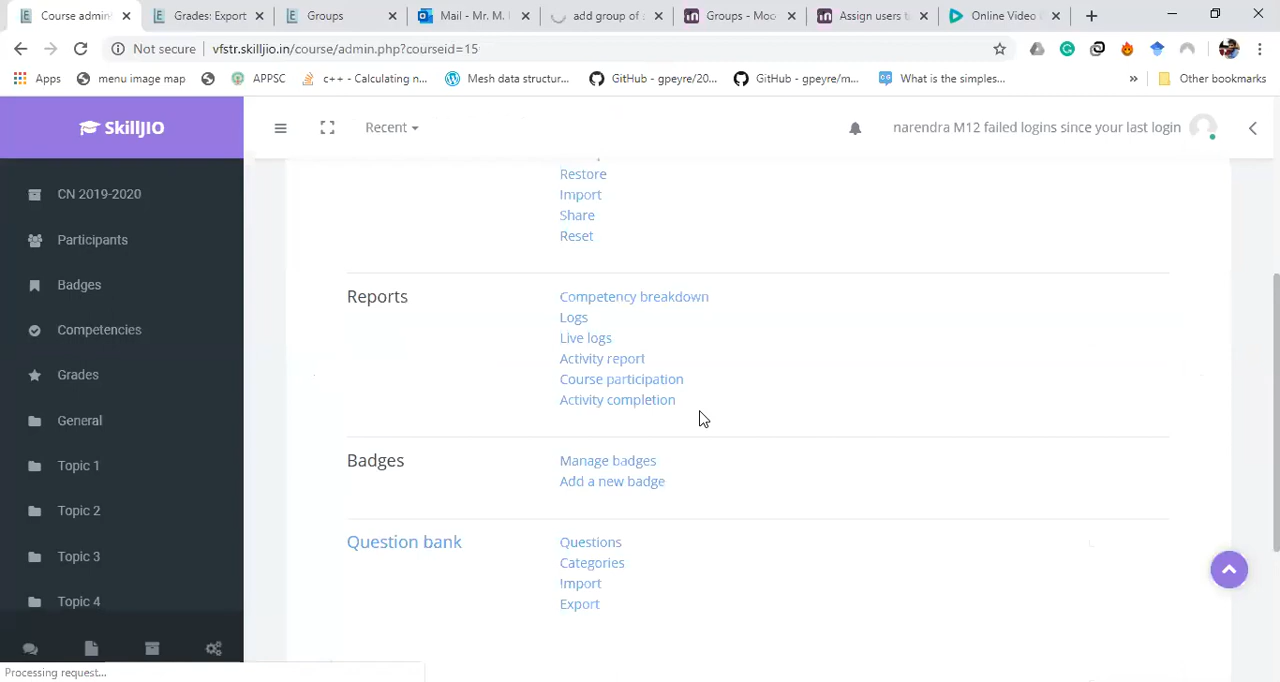 Course admin
Grades: Export
Groups
Mail - Mr. M.
add group of s
Groups - Moo
Assign users t
Online Video
Not secure
vfstr.skilljio.in/course/admin.php?courseid=15
Apps
menu image map
APPSC
c++ - Calculating n...
Mesh data structur...
GitHub - gpeyre/20...
GitHub - gpeyre/m...
What is the simples...
»
Other bookmarks
SkillJIO
Recent
narendra M12 failed logins since your last login
CN 2019-2020
Participants
Badges
Competencies
Grades
General
Topic 1
Topic 2
Topic 3
Topic 4
Restore
Import
Share
Reset
Reports
Competency breakdown
Logs
Live logs
Activity report
Course participation
Activity completion
Badges
Manage badges
Add a new badge
Question bank
Questions
Categories
Import
Export
Processing request...